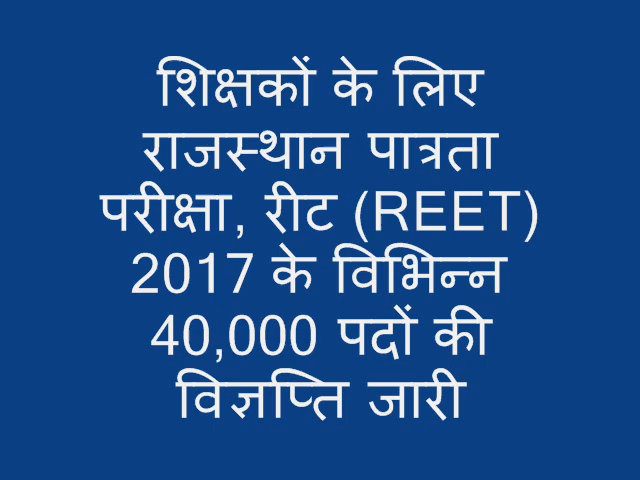 शिक्षकों के लिए
राजस्थान पात्रता
परीक्षा, रीट (REET)
2017 के विभिन्न
40,000 पदों की
विज्ञप्ति जारी